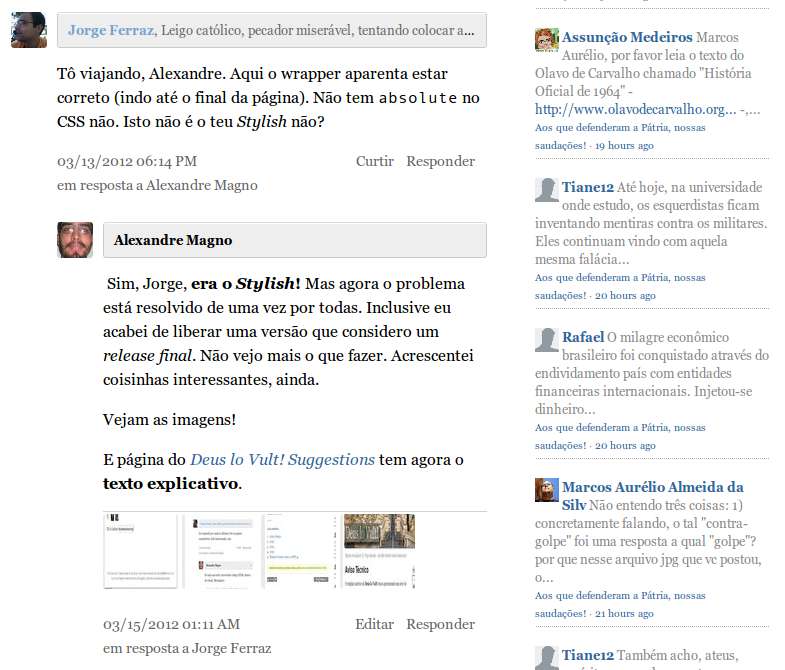 Jorge Ferraz, Leigo católico, pecador miserável, tentando colocar a...
Tô viajando, Alexandre. Aqui o wrapper aparenta estar
correto (indo até o final da página). Não tem absolute no
CSS não. Isto não é o teu Stylish não?
03/13/2012 06:14 PM Curtir Responder
em resposta a Alexandre Magno
Alexandre Magno
Sim, Jorge, era o Stylish! Mas agora o problema
está resolvido de uma vez por todas. Inclusive eu
acabei de liberar uma versão que considero um
release final. Não vejo mais o que fazer. Acrescentei
coisinhas interessantes, ainda.
Vejam as imagens!
E página do Deus lo Vult! Suggestions tem agora o
texto explicativo.
Aviso Técnico
03/15/2012 01:11 AM Editar Responder
em resposta a Jorge Ferraz
Assunção Medeiros Marcos
Aurélio, por favor leia o texto do
Olavo de Carvalho chamado "História
Oficial de 1964" -
http://www.olavodecarvalho.org... -,...
Aos que defenderam a Pátria, nossas
saudações! · 19 hours ago
Tiane12 Até hoje, na universidade
onde estudo, os esquerdistas ficam
inventando mentiras contra os militares.
Eles continuam vindo com aquela
mesma falácia...
Aos que defenderam a Pátria, nossas
saudações! · 20 hours ago
Rafael O milagre econômico
brasileiro foi conquistado através do
endividamento país com entidades
financeiras internacionais. Injetou-se
dinheiro...
Aos que defenderam a Pátria, nossas
saudações! · 20 hours ago
Marcos Aurélio Almeida da
Silv Não entendo três coisas: 1)
concretamente falando, o tal "contra-
golpe" foi uma resposta a qual "golpe"?
por que nesse arquivo jpg que vc postou,
o...
Aos que defenderam a Pátria, nossas
saudações! · 21 hours ago
Tiane12 Também acho, ateus,